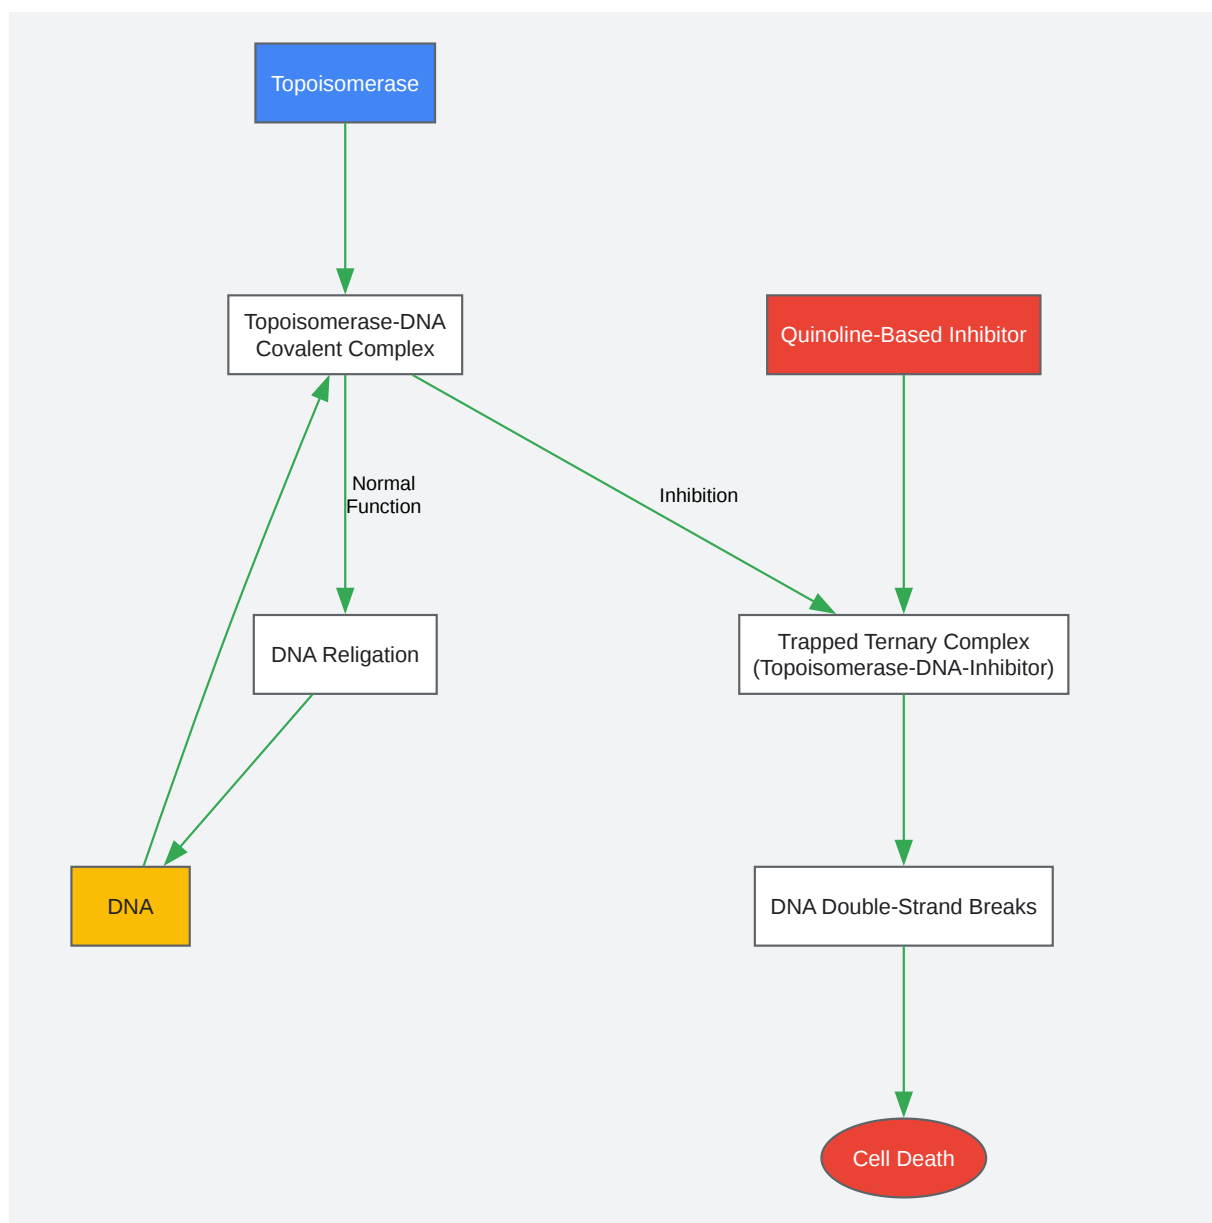 Topoisomerase
Topoisomerase-DNA
Covalent Complex
Quinoline-Based Inhibitor
Normal
Function
Inhibition
DNA Religation
Trapped Ternary Complex
(Topoisomerase-DNA-Inhibitor)
DNA
DNA Double-Strand Breaks
Cell Death